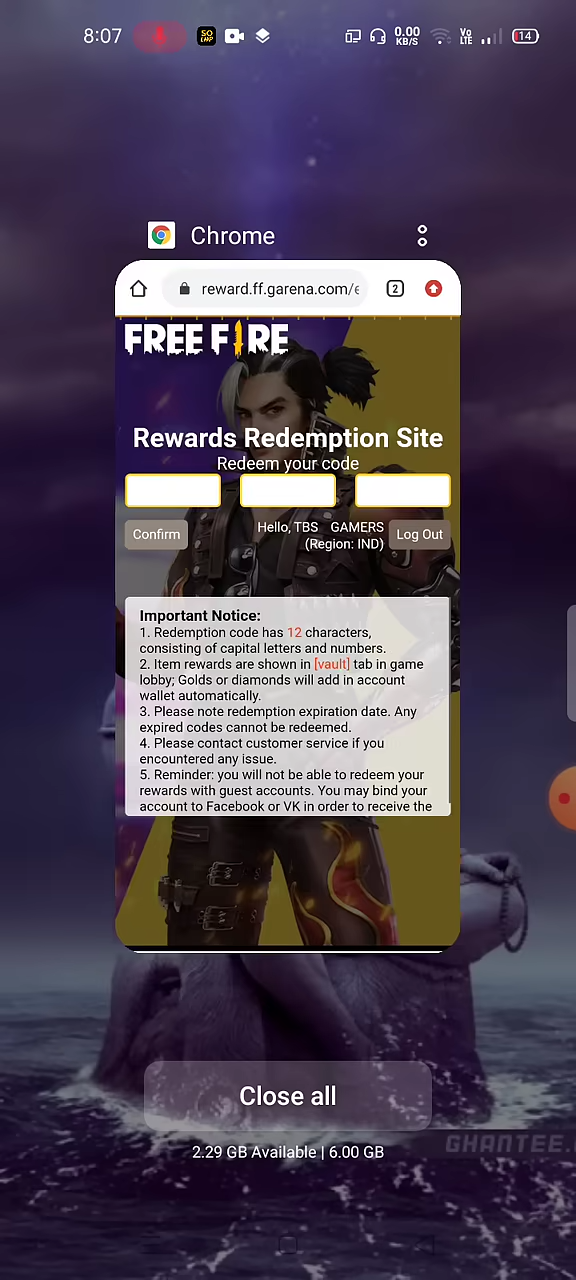 8:07
SO LMP
0.00 KB/S
Vo LTE
14
Chrome
reward.ff.garena.com/e
2
FREE FIRE
Rewards Redemption Site
Redeem your code
Confirm
Hello, TBS GAMERS
(Region: IND)
Log Out
Important Notice:
1. Redemption code has 12 characters,
consisting of capital letters and numbers.
2. Item rewards are shown in [vault] tab in game
lobby; Golds or diamonds will add in account
wallet automatically.
3. Please note redemption expiration date. Any
expired codes cannot be redeemed.
4. Please contact customer service if you
encountered any issue.
5. Reminder: you will not be able to redeem your
rewards with guest accounts. You may bind your
account to Facebook or VK in order to receive the
Close all
GHANTEE.
2.29 GB Available | 6.00 GB